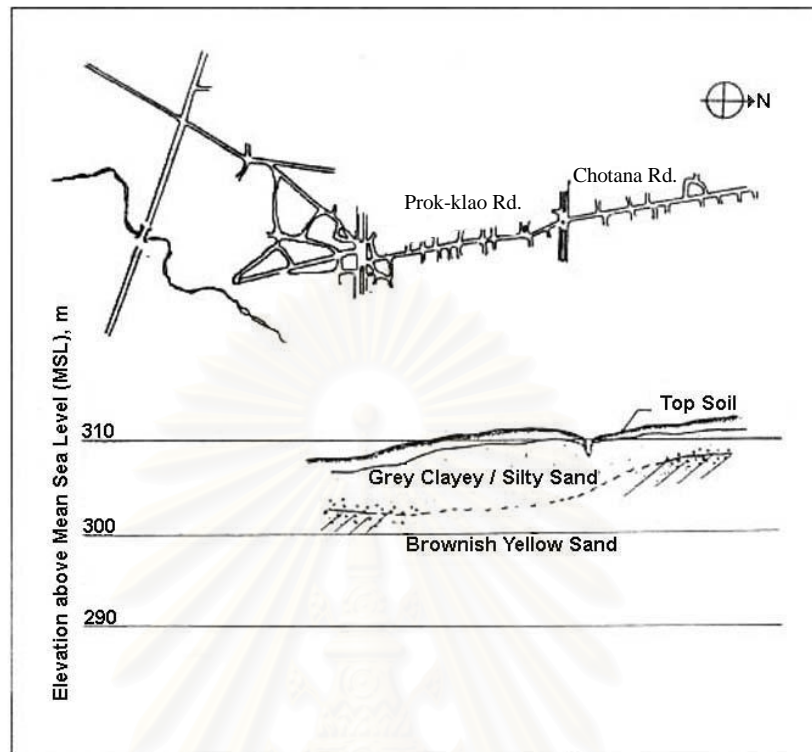 N
Chotana Rd.
Prok-klao Rd.
Elevation above Mean Sea Level (MSL), m
Top Soil
310
Grey Clayey / Silty Sand
300
Brownish Yellow Sand
290